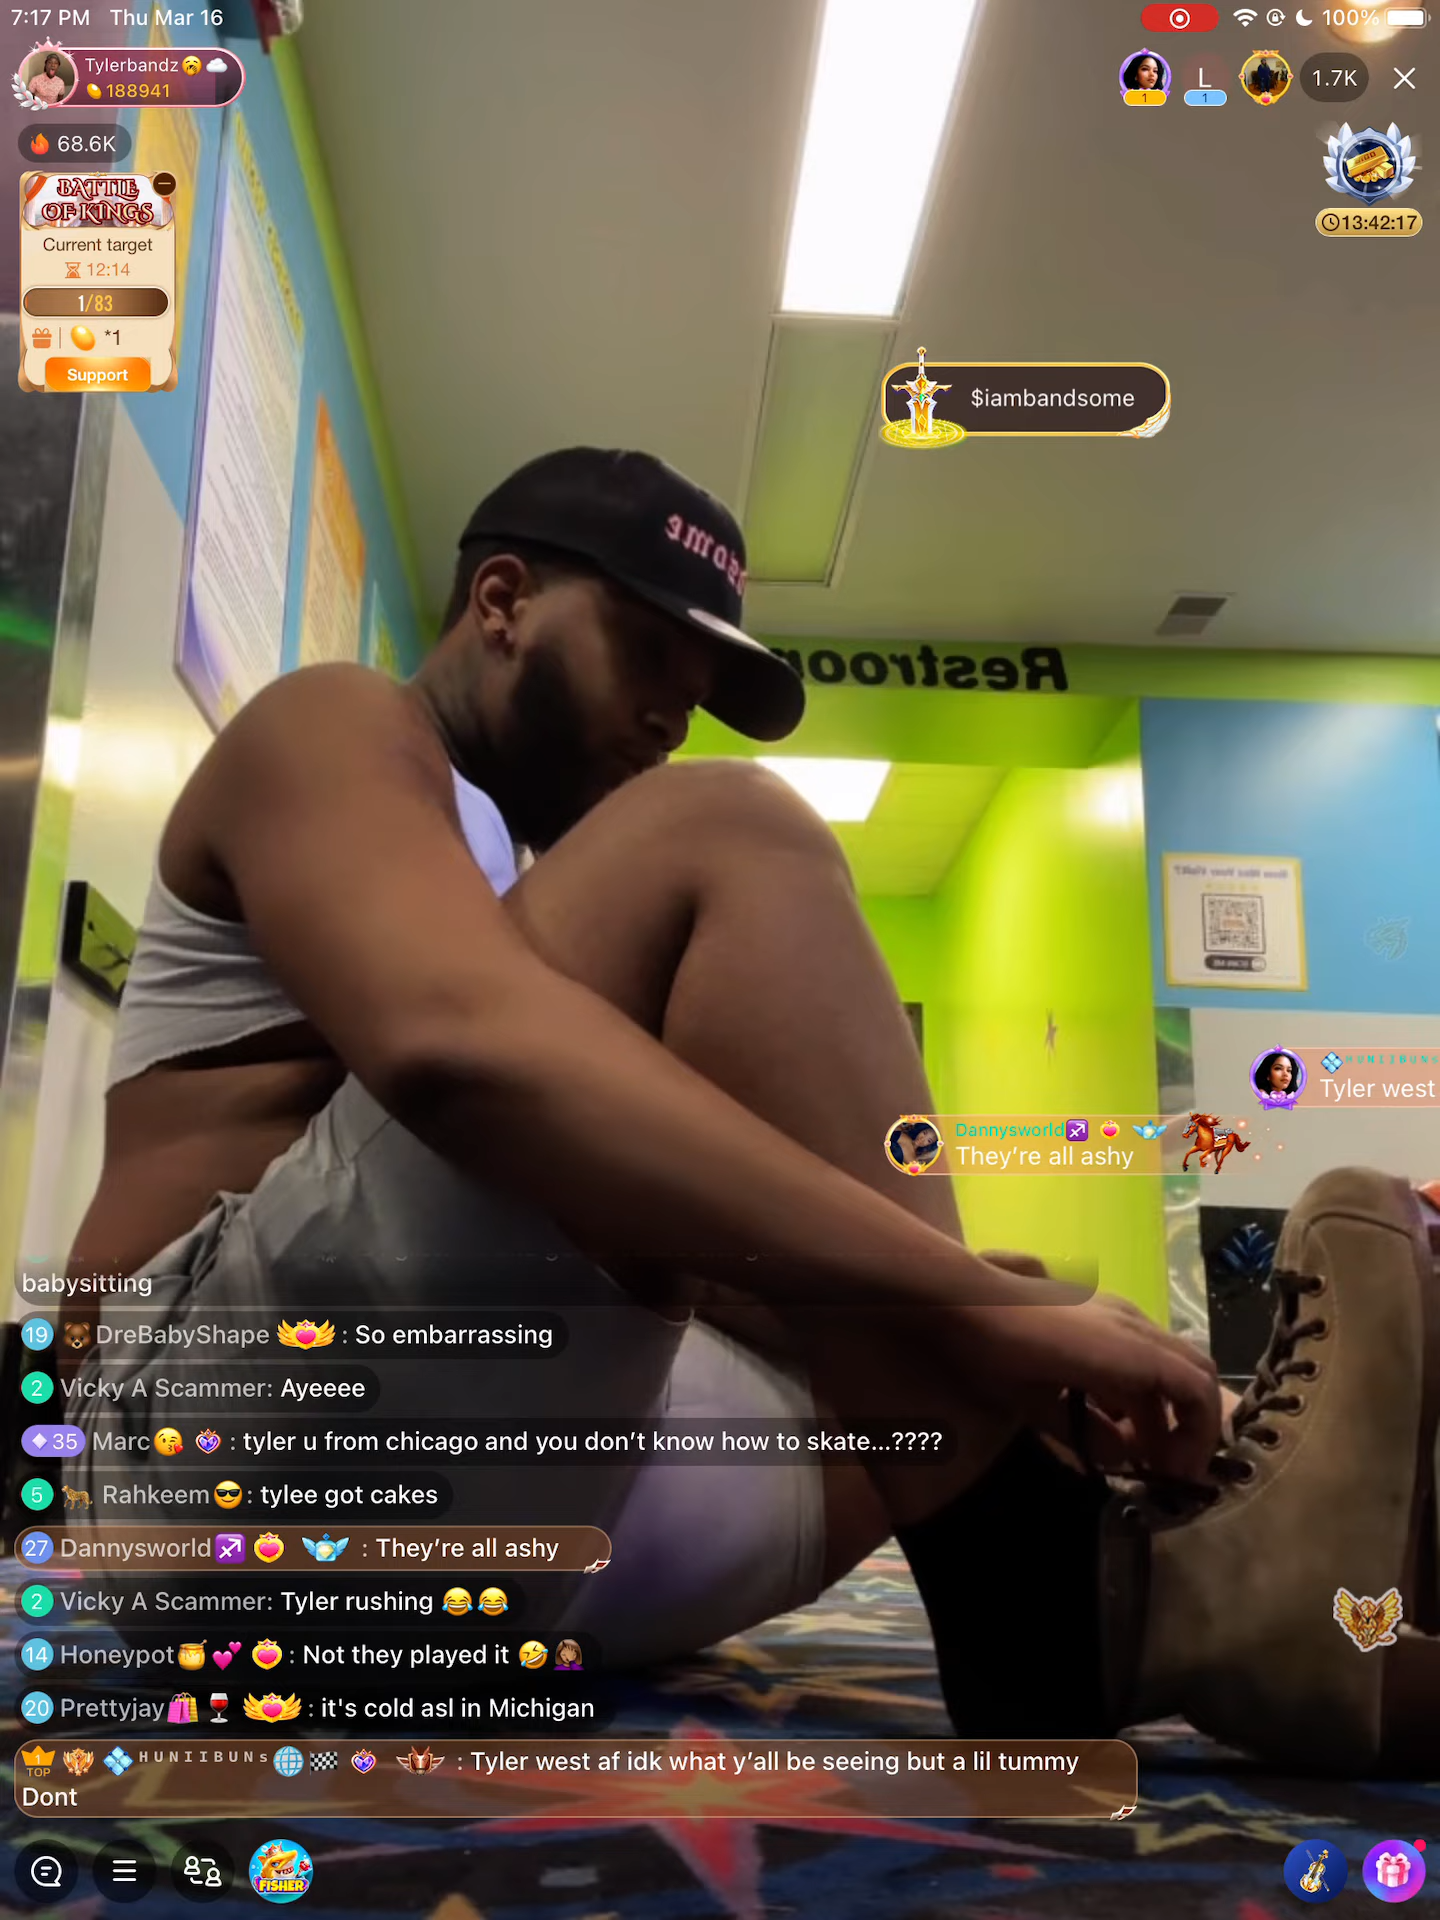 7:17 PM Thu Mar 16
100%
Tylerbandz🥱☁️
188941
L
1
1
1.7K
68.6K
BATTLE
OF KINGS
Current target
12:14
1/83
*1
Support
13:42:17
$iambandsome
Restroom
ᴴᵁᴺᴵᴵᴮᵁᴺˢ
Tyler west
Dannysworld♐
They’re all ashy
babysitting
19 🐻DreBabyShape : So embarrassing
2 Vicky A Scammer: Ayeeee
35 Marc😘 : tyler u from chicago and you don’t know how to skate...????
5 🐆 Rahkeem😎: tylee got cakes
27 Dannysworld♐ : They’re all ashy
2 Vicky A Scammer: Tyler rushing 😂😂
14 Honeypot🍯💕 : Not they played it 🤣🤦🏾‍♀️
20 Prettyjay🛍️🍷 : it's cold asl in Michigan
1 TOP 💠ᴴᵁᴺᴵᴵᴮᵁᴺˢ🌐🏁 : Tyler west af idk what y’all be seeing but a lil tummy
Dont
FISHER